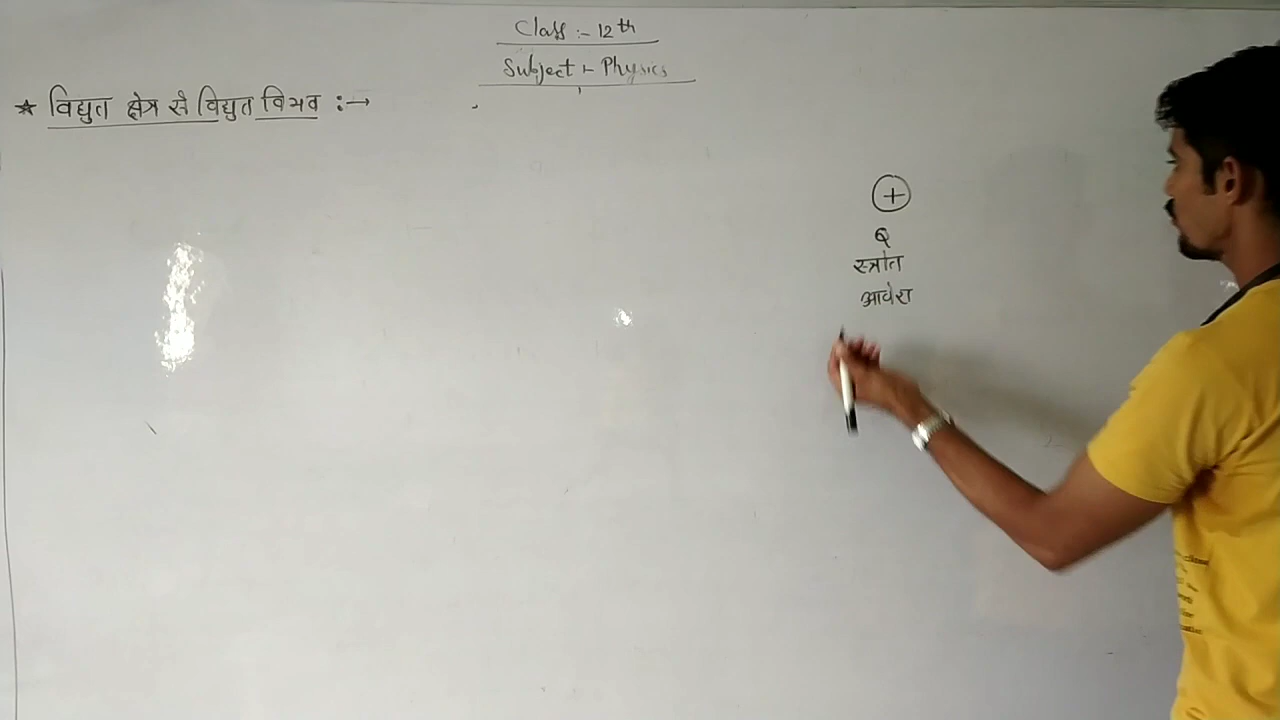 Class :- 12th
Subject :- Physics
★ विद्युत क्षेत्र से विद्युत विभव :→
+
Q
स्त्रोत
आवेश